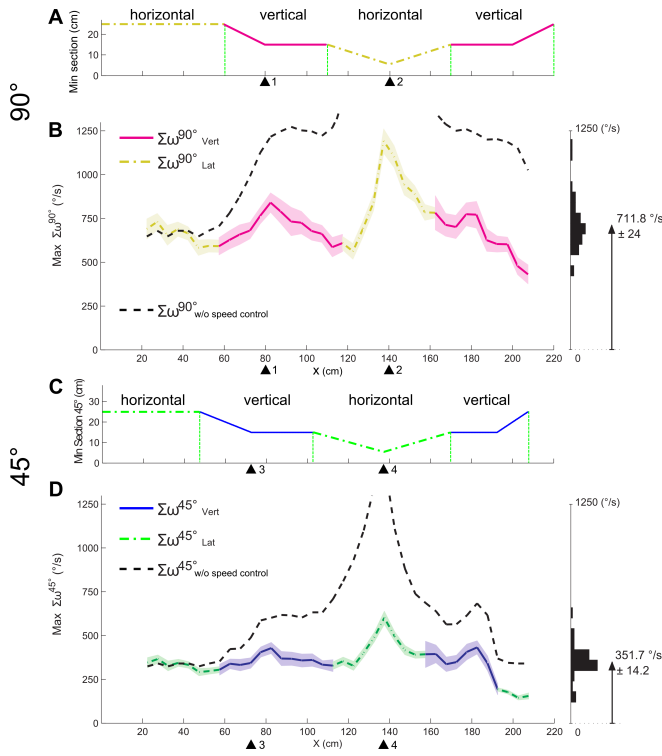 A
horizontal vertical horizontal vertical
Min section (cm)
20
10
0
1 2
90°
B
Max Σω⁹⁰° (°/s)
1250
1000
750
500
250
0
Σω⁹⁰° Vert
Σω⁹⁰° Lat
Σω⁹⁰° w/o speed control
20 40 60 80 100 120 140 160 180 200 220
1 X (cm) 2
1250 (°/s)
711.8 °/s
± 24
0
C
horizontal vertical horizontal vertical
Min Section 45° (cm)
30
20
10
0
3 4
45°
D
Max Σω⁴⁵° (°/s)
1250
1000
750
500
250
0
Σω⁴⁵° Vert
Σω⁴⁵° Lat
Σω⁴⁵° w/o speed control
20 40 60 80 100 120 140 160 180 200 220
3 X (cm) 4
1250 (°/s)
351.7 °/s
± 14.2
0